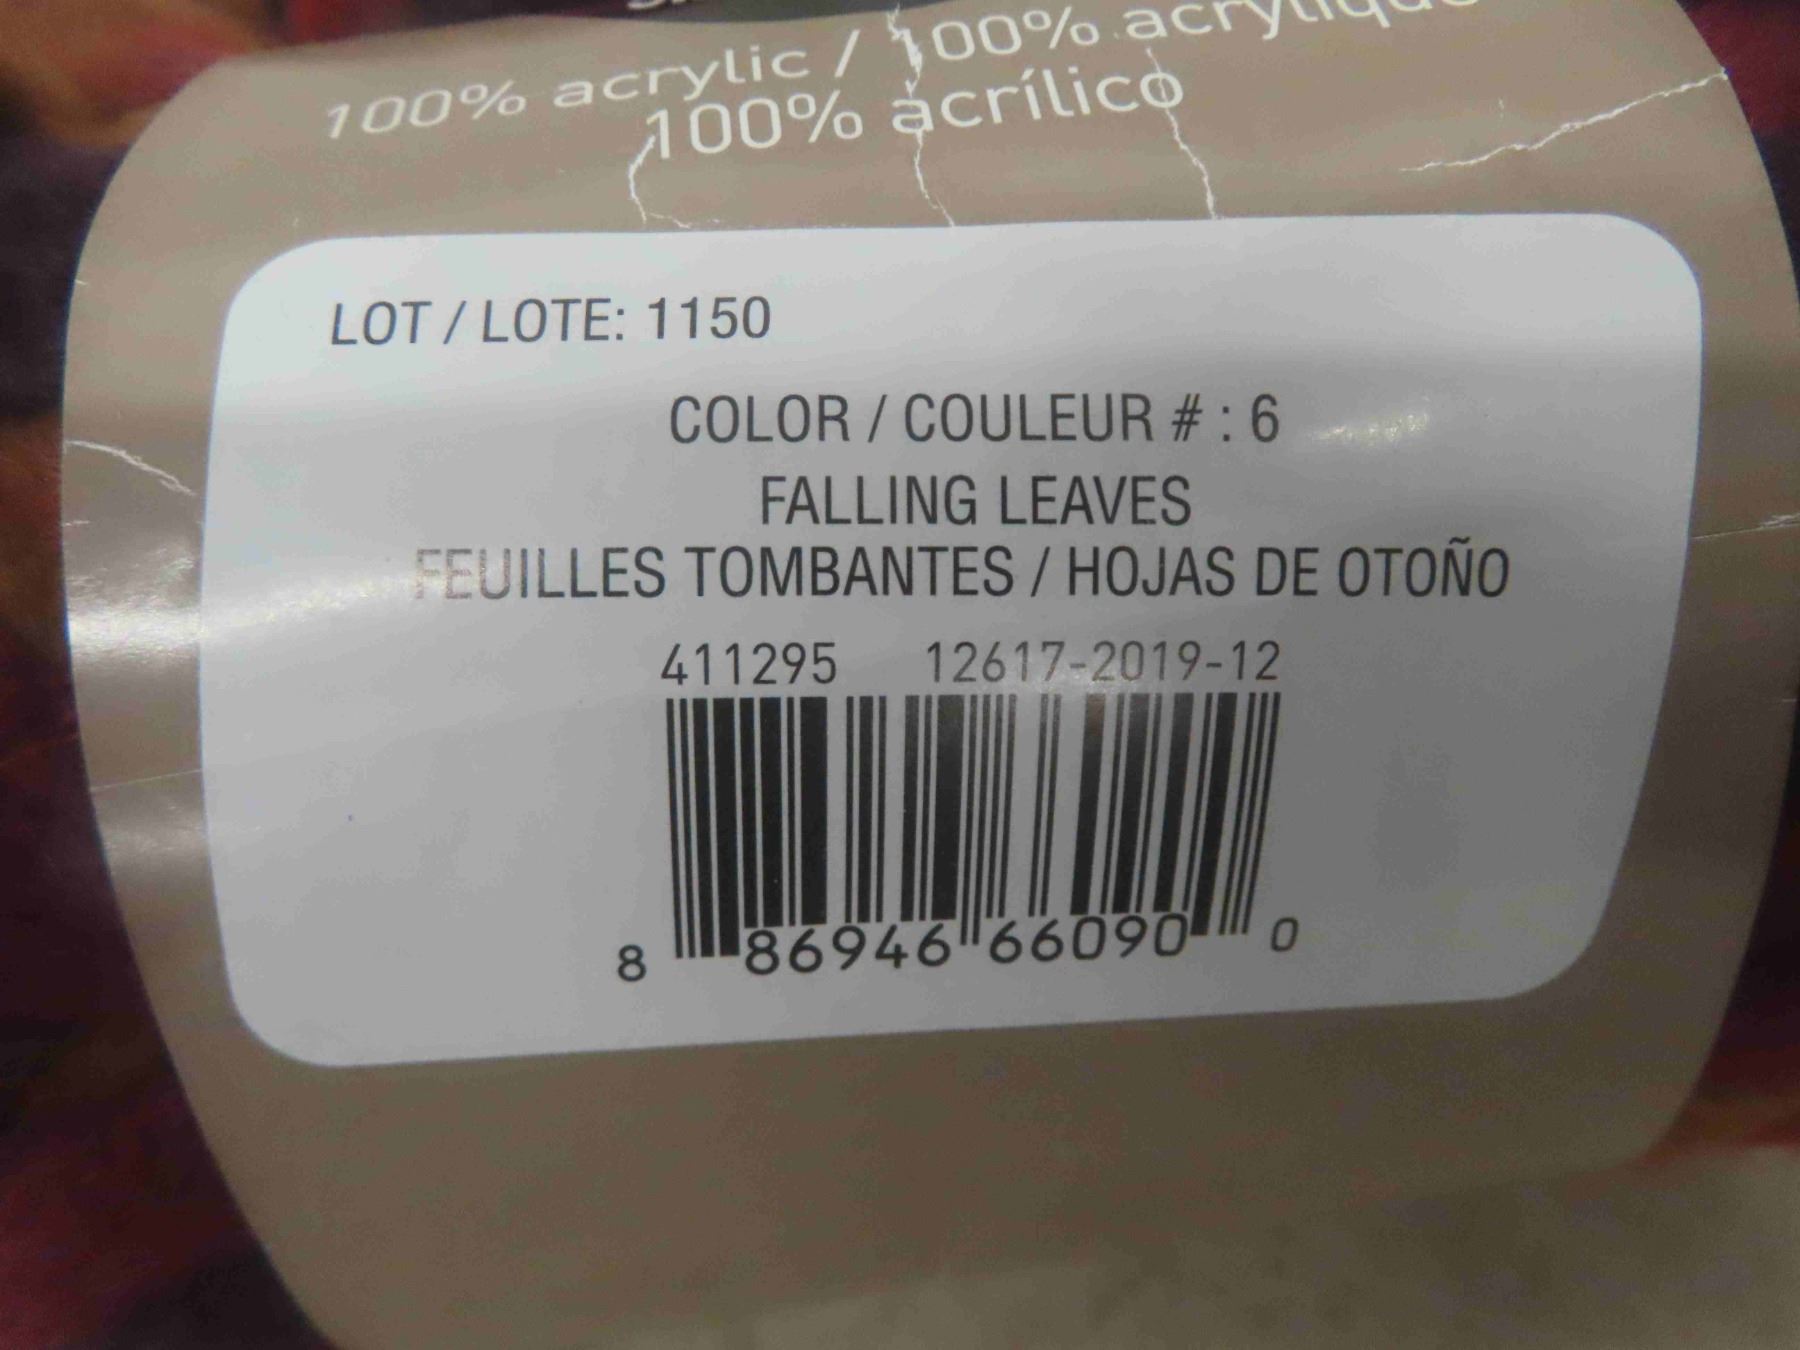 100% acrylic / 100% acrylique
100% acrílico
LOT / LOTE: 1150
COLOR / COULEUR # : 6
FALLING LEAVES
FEUILLES TOMBANTES / HOJAS DE OTOÑO
411295 12617-2019-12
8 86946 66090 0